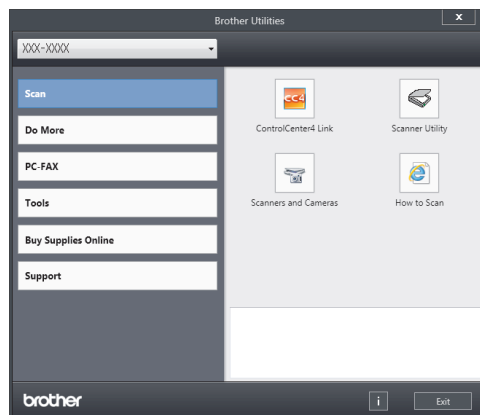 Brother Utilities
x
XXX-XXXX
Scan
Do More
PC-FAX
Tools
Buy Supplies Online
Support
CC4
ControlCenter4 Link
Scanner Utility
Scanners and Cameras
How to Scan
brother
i
Exit